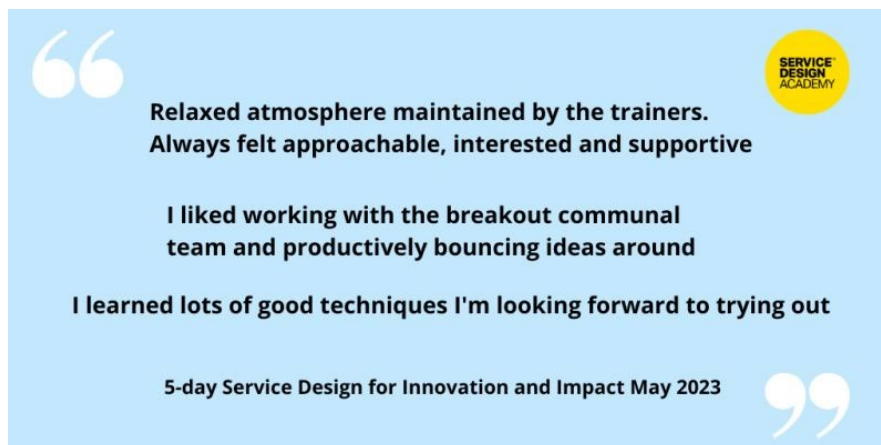 SERVICE
DESIGN
ACADEMY
Relaxed atmosphere maintained by the trainers.
Always felt approachable, interested and supportive
I liked working with the breakout communal
team and productively bouncing ideas around
I learned lots of good techniques I'm looking forward to trying out
5-day Service Design for Innovation and Impact May 2023